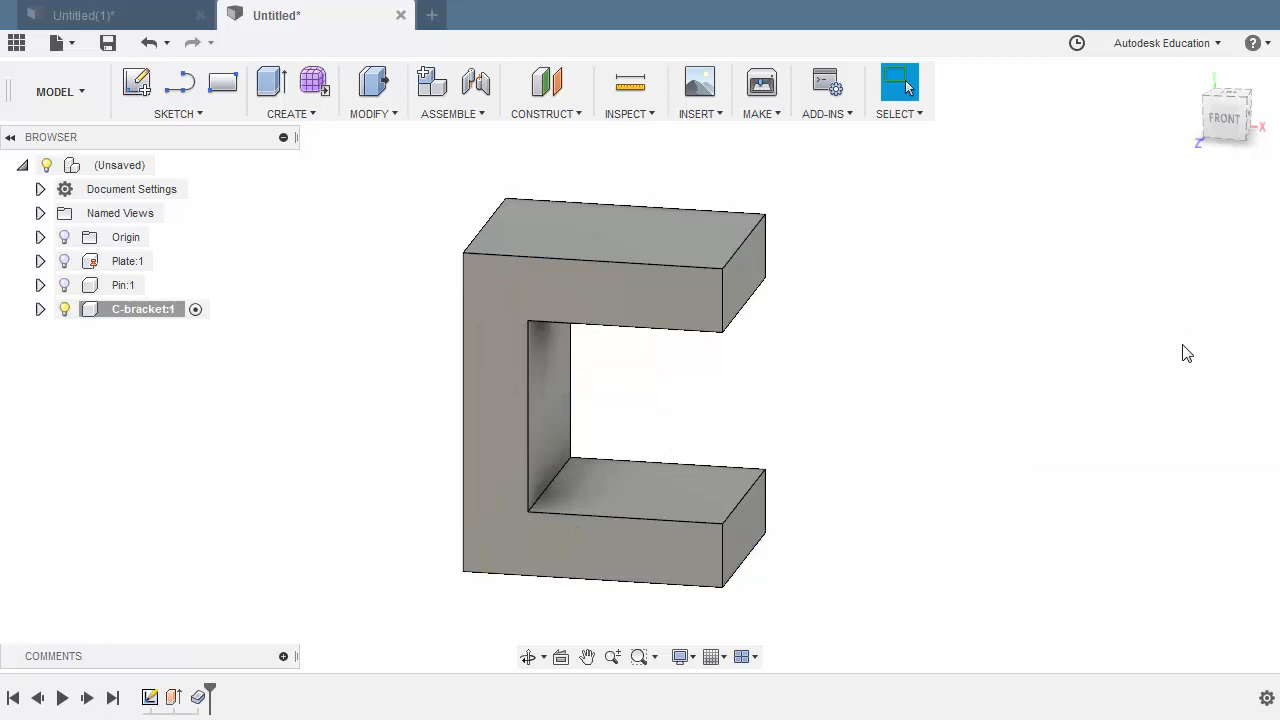 Untitled(1)*
Untitled*
Autodesk Education
MODEL
SKETCH
CREATE
MODIFY
ASSEMBLE
CONSTRUCT
INSPECT
INSERT
MAKE
ADD-INS
SELECT
FRONT
X
Y
Z
BROWSER
(Unsaved)
Document Settings
Named Views
Origin
Plate:1
Pin:1
C-bracket:1
COMMENTS